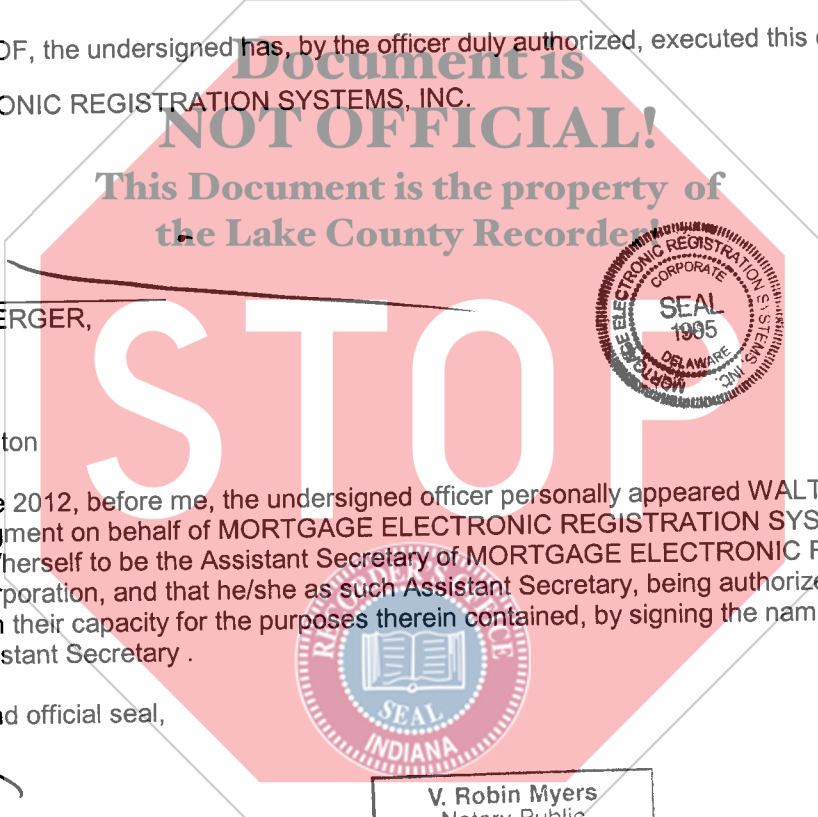 OF, the undersigned has, by the officer duly authorized, executed this
Document is
ONIC REGISTRATION SYSTEMS, INC.
NOT OFFICIAL!
This Document is the property of
the Lake County Recorder!
MORTGAGE ELECTRONIC REGISTRATION SYSTEMS, INC.
CORPORATE
SEAL
DELAWARE
ERGER,
STOP
ton
2012, before me, the undersigned officer personally appeared WALT
gment on behalf of MORTGAGE ELECTRONIC REGISTRATION SYS
/herself to be the Assistant Secretary of MORTGAGE ELECTRONIC
rporation, and that he/she as such Assistant Secretary, being authorize
their capacity for the purposes therein contained, by signing the nam
stant Secretary .
RECORDER'S OFFICE
SEAL
INDIANA
d official seal,
V. Robin Myers
Notary Public